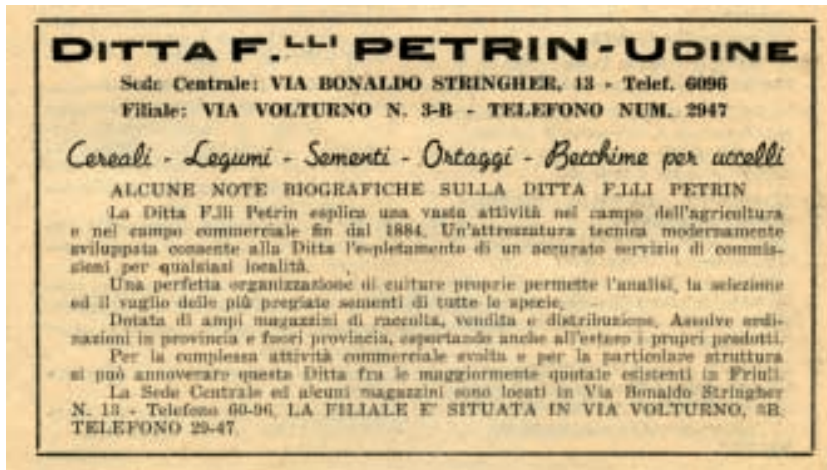 DITTA F.LLI PETRIN - UDINE
Sede Centrale: VIA BONALDO STRINGHER, 13 - Telef. 6096
Filiale: VIA VOLTURNO N. 3-B - TELEFONO NUM. 2947
Cereali - Legumi - Sementi - Ortaggi - Becchime per uccelli
ALCUNE NOTE BIOGRAFICHE SULLA DITTA F.LLI PETRIN
La Ditta F.lli Petrin esplica una vasta attività nel campo dell'agricoltura
e nel campo commerciale fin dal 1884. Un'attrezzatura tecnica modernamente
sviluppata consente alla Ditta l'espletamento di un accurato servizio di commis-
sioni per qualsiasi località.
Una perfetta organizzazione di culture proprie permette l'analisi, la selezione
ed il vaglio delle più pregiate sementi di tutte le specie.
Dotata di ampi magazzini di raccolta, vendita e distribuzione. Assolve ordi-
nazioni in provincia e fuori provincia, esportando anche all'estero i propri prodotti.
Per la complessa attività commerciale svolta e per la particolare struttura
si può annoverare questa Ditta fra le maggiormente quotate esistenti in Friuli.
La Sede Centrale ed alcuni magazzini sono locati in Via Bonaldo Stringher
N. 13 - Telefono 60-96. LA FILIALE E' SITUATA IN VIA VOLTURNO, 3B.
TELEFONO 29-47.